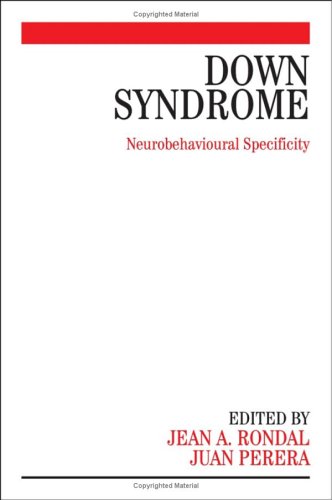 Copyrighted Material
DOWN
SYNDROME
Neurobehavioural Specificity
EDITED BY
JEAN A. RONDAL
JUAN PERERA
Copyrighted Material